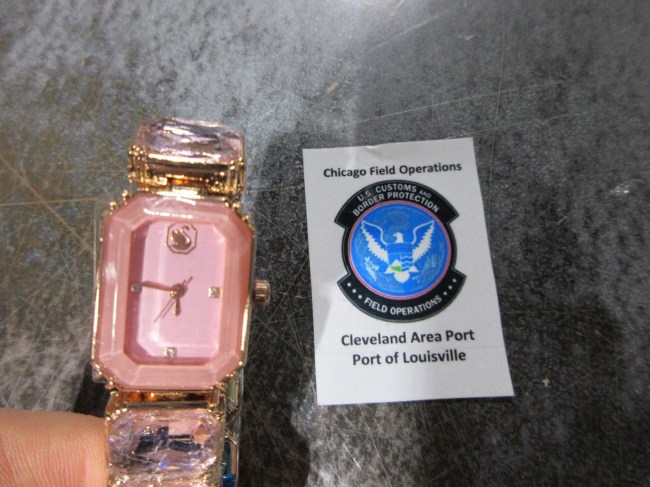 Chicago Field Operations
U.S. CUSTOMS AND
BORDER PROTECTION
★ ★ ★ FIELD OPERATIONS ★ ★ ★
Cleveland Area Port
Port of Louisville